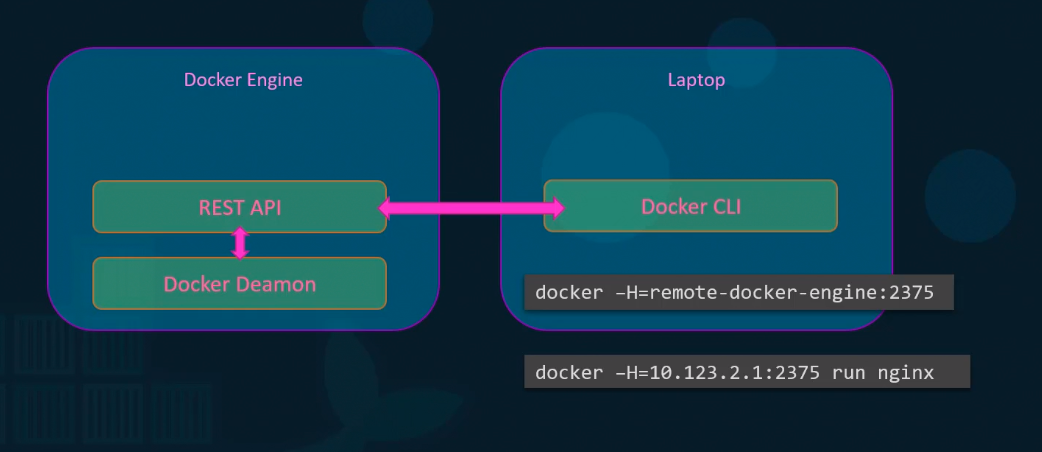 Docker Engine
Laptop
REST API
Docker CLI
Docker Deamon
docker –H=remote-docker-engine:2375
docker –H=10.123.2.1:2375 run nginx